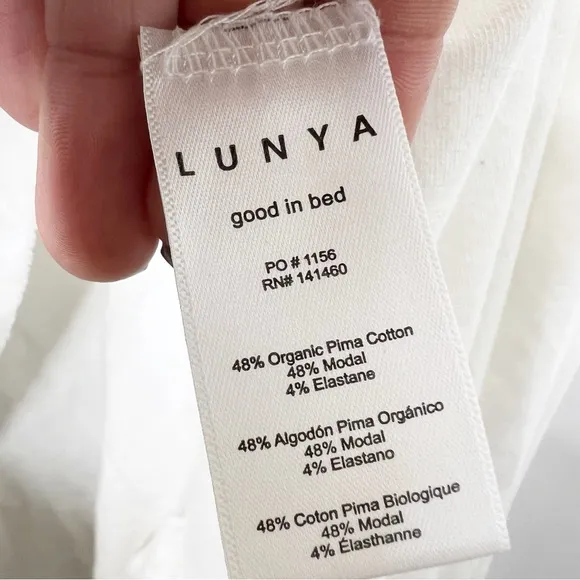 LUNYA
good in bed
PO # 1156
RN# 141460
48% Organic Pima Cotton
48% Modal
4% Elastane
48% Algodón Pima Orgánico
48% Modal
4% Elastano
48% Coton Pima Biologique
48% Modal
4% Élasthanne